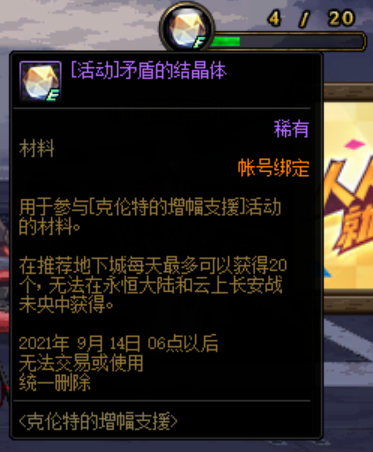 4 / 20
[活动]矛盾的结晶体
稀有
材料
帐号绑定
用于参与[克伦特的增幅支援]活动
的材料。
在推荐地下城每天最多可以获得20
个，无法在永恒大陆和云上长安战
未央中获得。
2021年 9月 14日 06点以后
无法交易或使用
统一删除
<克伦特的增幅支援>